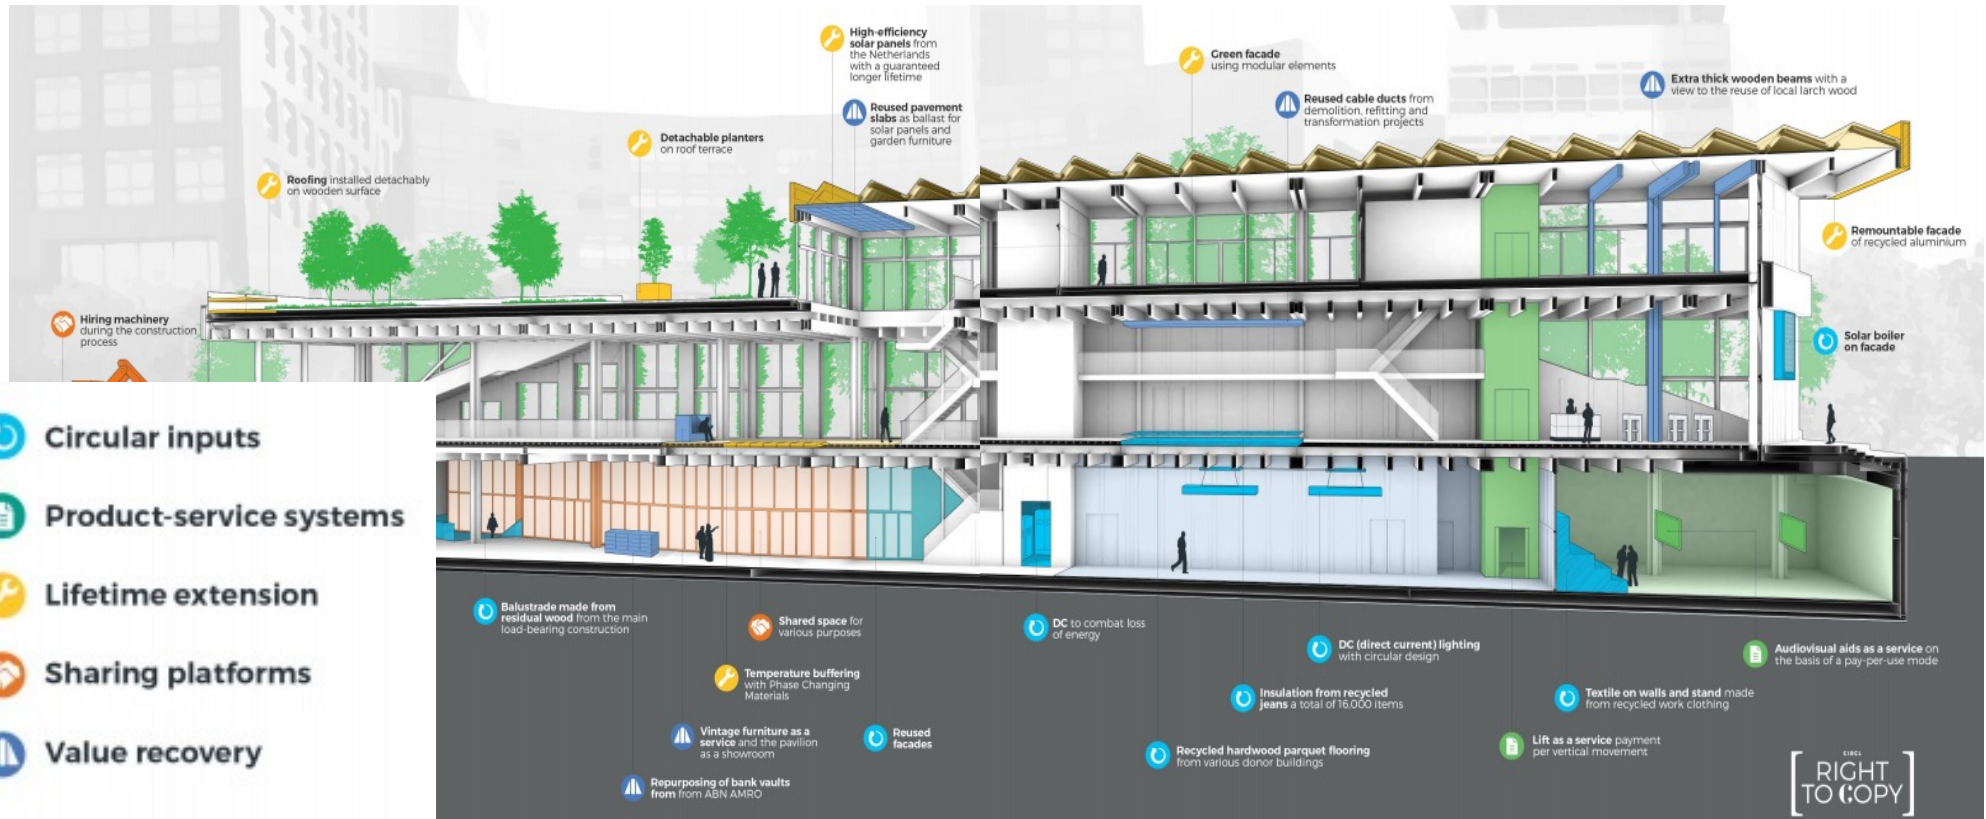 High-efficiency
solar panels from
the Netherlands
with a guaranteed
longer lifetime
Green facade
using modular elements
Extra thick wooden beams with a
view to the reuse of local larch wood
Reused pavement
slabs as ballast for
solar panels and
garden furniture
Reused cable ducts from
demolition, refitting and
transformation projects
Detachable planters
on roof terrace
Roofing installed detachably
on wooden surface
Remountable facade
of recycled aluminium
Hiring machinery
during the construction
process
Solar boiler
on facade
Circular inputs
Product-service systems
Lifetime extension
Sharing platforms
Value recovery
Balustrade made from
residual wood from the main
load-bearing construction
Shared space for
various purposes
DC to combat loss
of energy
DC (direct current) lighting
with circular design
Audiovisual aids as a service on
the basis of a pay-per-use mode
Temperature buffering
with Phase Changing
Materials
Insulation from recycled
jeans a total of 16,000 items
Textile on walls and stand made
from recycled work clothing
Vintage furniture as a
service and the pavilion
as a showroom
Reused
facades
Recycled hardwood parquet flooring
from various donor buildings
Lift as a service payment
per vertical movement
Repurposing of bank vaults
from from ABN AMRO
CIRCL
RIGHT
TO COPY